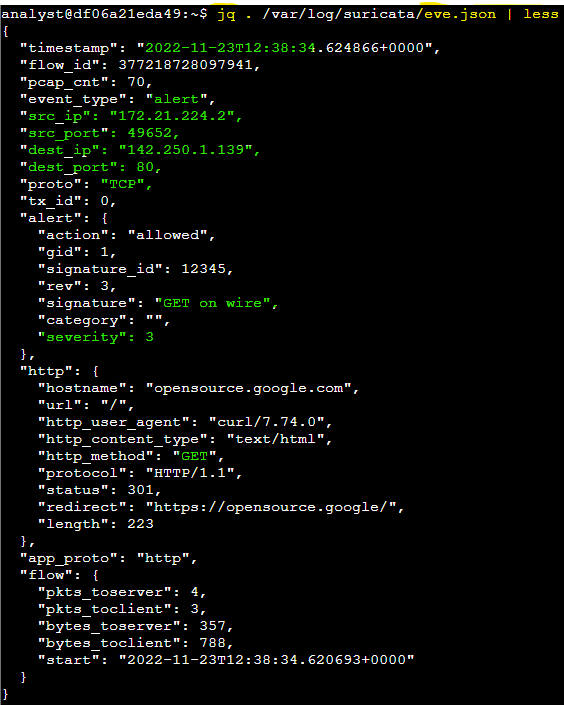 analyst@df06a21eda49:~$ jq . /var/log/suricata/eve.json | less
{
  "timestamp": "2022-11-23T12:38:34.624866+0000",
  "flow_id": 377218728097941,
  "pcap_cnt": 70,
  "event_type": "alert",
  "src_ip": "172.21.224.2",
  "src_port": 49652,
  "dest_ip": "142.250.1.139",
  "dest_port": 80,
  "proto": "TCP",
  "tx_id": 0,
  "alert": {
    "action": "allowed",
    "gid": 1,
    "signature_id": 12345,
    "rev": 3,
    "signature": "GET on wire",
    "category": "",
    "severity": 3
  },
  "http": {
    "hostname": "opensource.google.com",
    "url": "/",
    "http_user_agent": "curl/7.74.0",
    "http_content_type": "text/html",
    "http_method": "GET",
    "protocol": "HTTP/1.1",
    "status": 301,
    "redirect": "https://opensource.google/",
    "length": 223
  },
  "app_proto": "http",
  "flow": {
    "pkts_toserver": 4,
    "pkts_toclient": 3,
    "bytes_toserver": 357,
    "bytes_toclient": 788,
    "start": "2022-11-23T12:38:34.620693+0000"
  }
}